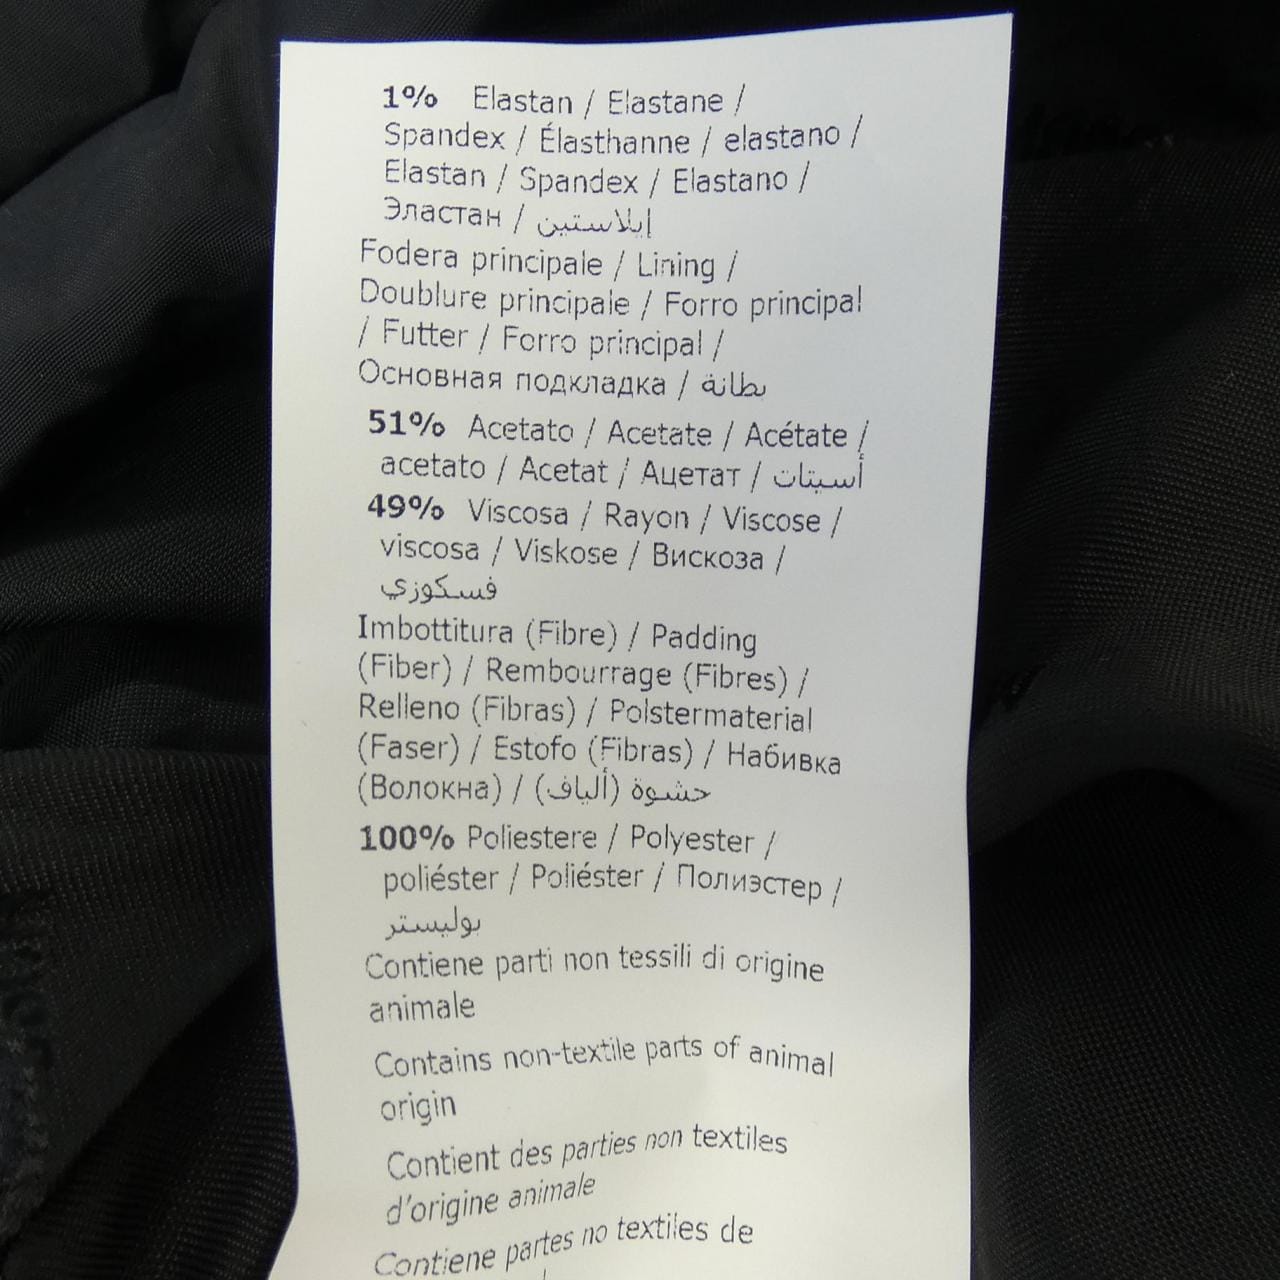 1% Elastan / Elastane /
Spandex / Élasthanne / elastano /
Elastan / Spandex / Elastano /
Эластан / إيلاستين
Fodera principale / Lining /
Doublure principale / Forro principal
/ Futter / Forro principal /
Основная подкладка / بطانة
51% Acetato / Acetate / Acétate /
acetato / Acetat / Ацетат / أسيتات
49% Viscosa / Rayon / Viscose /
viscosa / Viskose / Вискоза /
فسكوزي
Imbottitura (Fibre) / Padding
(Fiber) / Rembourrage (Fibres) /
Relleno (Fibras) / Polstermaterial
(Faser) / Estofo (Fibras) / Набивка
(Волокна) / حشوة (ألياف)
100% Poliestere / Polyester /
poliéster / Poliéster / Полиэстер /
بوليستر
Contiene parti non tessili di origine
animale
Contains non-textile parts of animal
origin
Contient des parties non textiles
d'origine animale
Contiene partes no textiles de